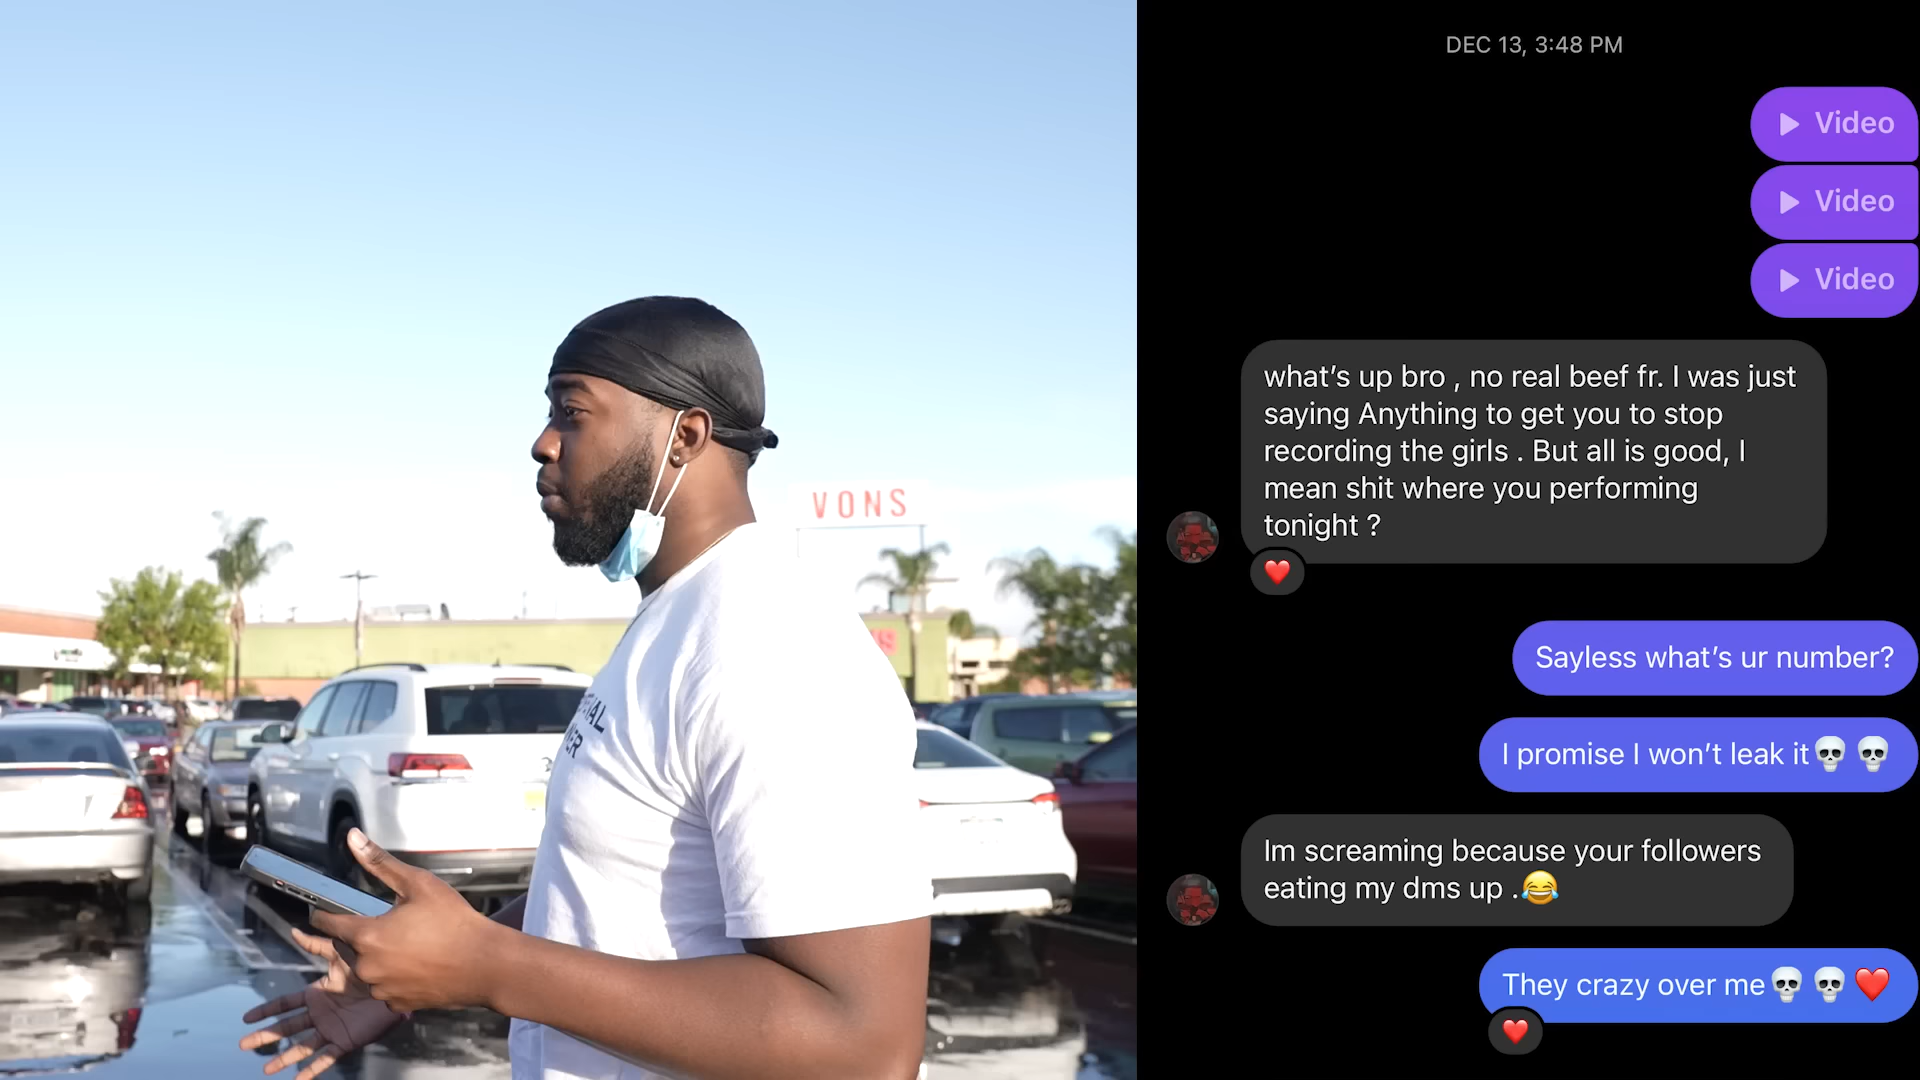 VONS
DEC 13, 3:48 PM
Video
Video
Video
what’s up bro , no real beef fr. I was just
saying Anything to get you to stop
recording the girls . But all is good, I
mean shit where you performing
tonight ?
❤️
Sayless what’s ur number?
I promise I won’t leak it💀💀
Im screaming because your followers
eating my dms up .😂
They crazy over me💀💀❤️
❤️